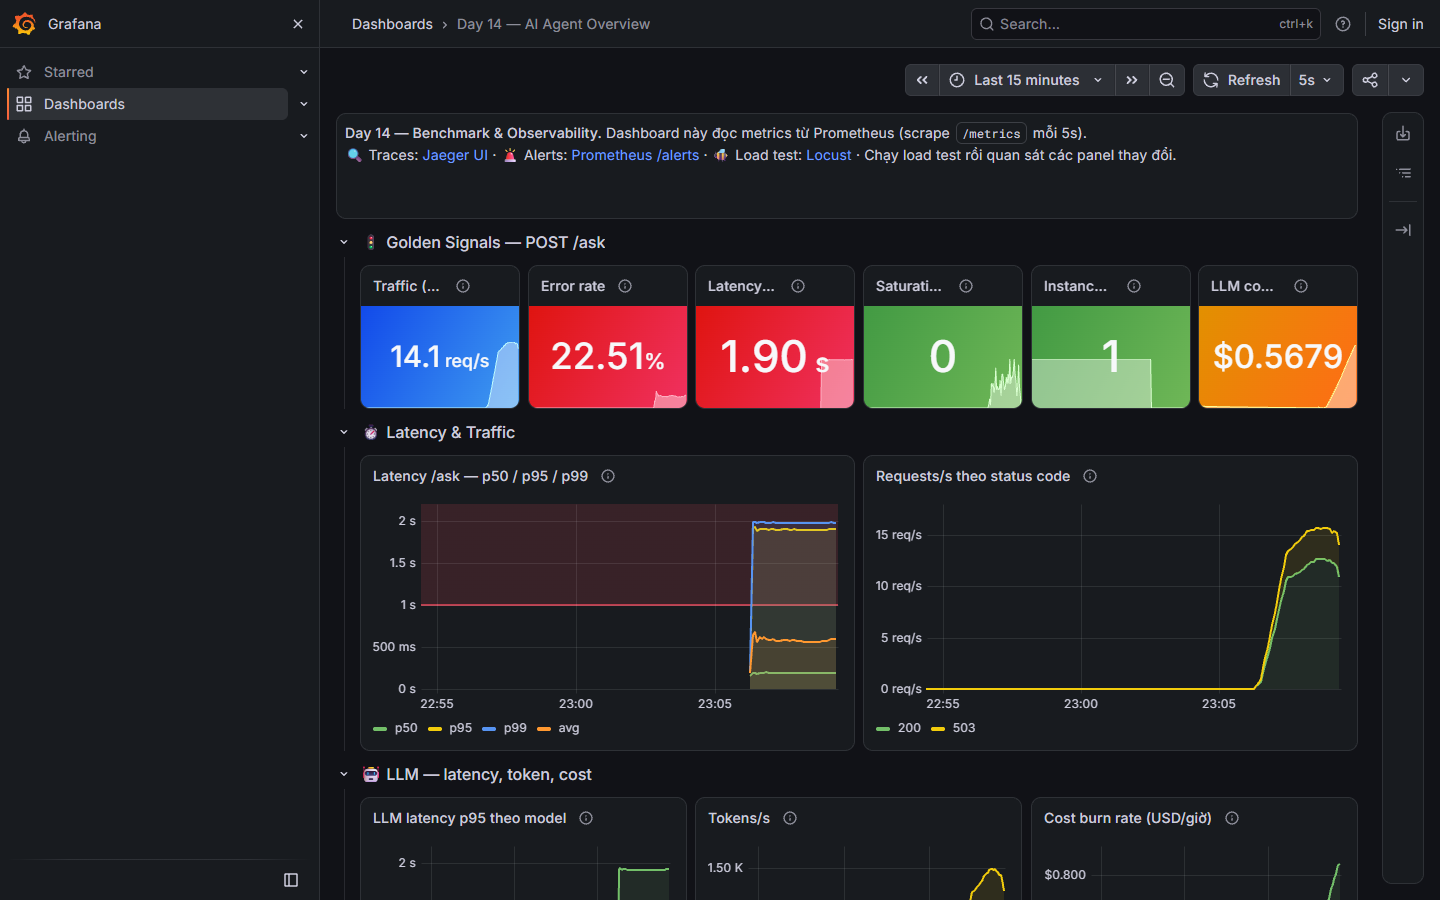 Grafana
Dashboards › Day 14 — AI Agent Overview
Search...
ctrl+k
Sign in
Starred
Dashboards
Alerting
Last 15 minutes
Refresh
5s
Day 14 — Benchmark & Observability. Dashboard này đọc metrics từ Prometheus (scrape /metrics mỗi 5s).
Traces: Jaeger UI · Alerts: Prometheus /alerts · Load test: Locust · Chạy load test rồi quan sát các panel thay đổi.
Golden Signals — POST /ask
Traffic (...
Error rate
Latency...
Saturati...
Instanc...
LLM co...
14.1 req/s
22.51%
1.90 s
0
1
$0.5679
Latency & Traffic
Latency /ask — p50 / p95 / p99
2 s
1.5 s
1 s
500 ms
0 s
22:55
23:00
23:05
p50
p95
p99
avg
Requests/s theo status code
15 req/s
10 req/s
5 req/s
0 req/s
22:55
23:00
23:05
200
503
LLM — latency, token, cost
LLM latency p95 theo model
2 s
Tokens/s
1.50 K
Cost burn rate (USD/giờ)
$0.800